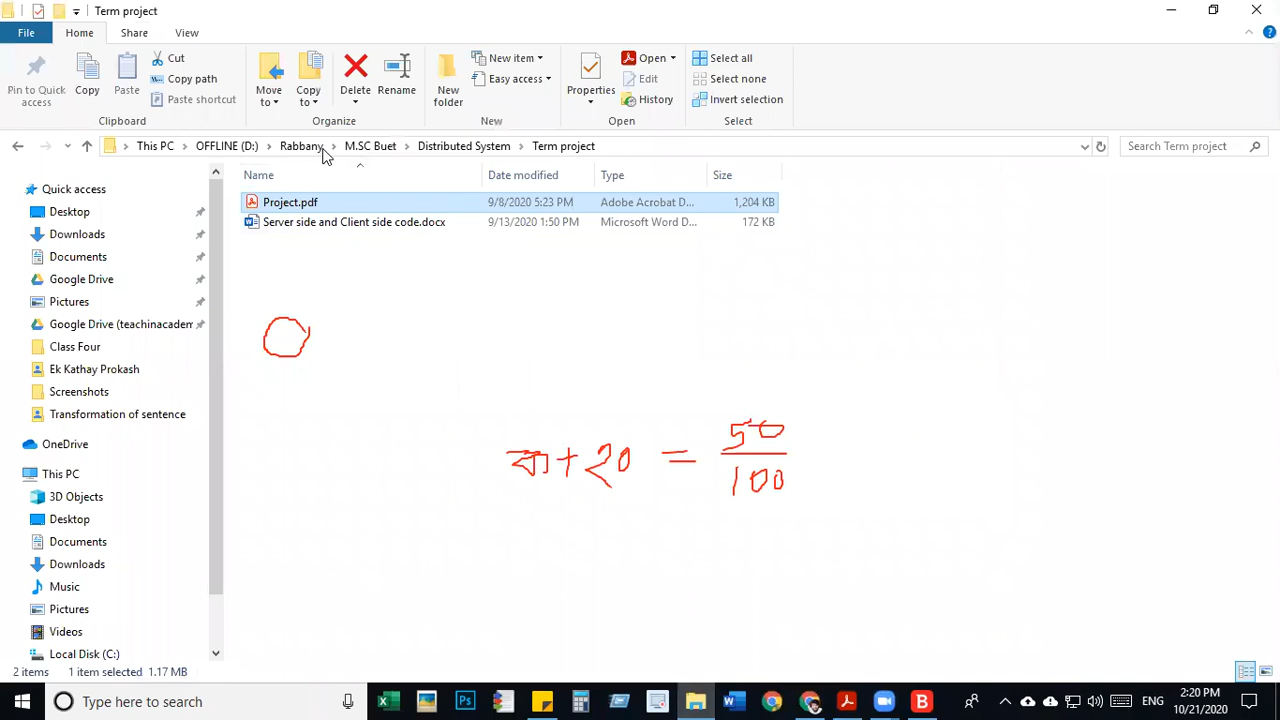 Term project
File
Home
Share
View
Pin to Quick access
Copy
Paste
Cut
Copy path
Paste shortcut
Clipboard
Move to
Copy to
Delete
Rename
Organize
New folder
New item
Easy access
New
Properties
Open
Edit
History
Open
Select all
Select none
Invert selection
Select
This PC > OFFLINE (D:) > Rabbany > M.SC Buet > Distributed System > Term project
Search Term project
Name Date modified Type Size
Project.pdf 9/8/2020 5:23 PM Adobe Acrobat D... 1,204 KB
Server side and Client side code.docx 9/13/2020 1:50 PM Microsoft Word D... 172 KB
Quick access
Desktop
Downloads
Documents
Google Drive
Pictures
Google Drive (teachinacadem
Class Four
Ek Kathay Prokash
Screenshots
Transformation of sentence
OneDrive
This PC
3D Objects
Desktop
Documents
Downloads
Music
Pictures
Videos
Local Disk (C:)
ক+20 = 50/100
2 items 1 item selected 1.17 MB
Type here to search
ENG
2:20 PM
10/21/2020